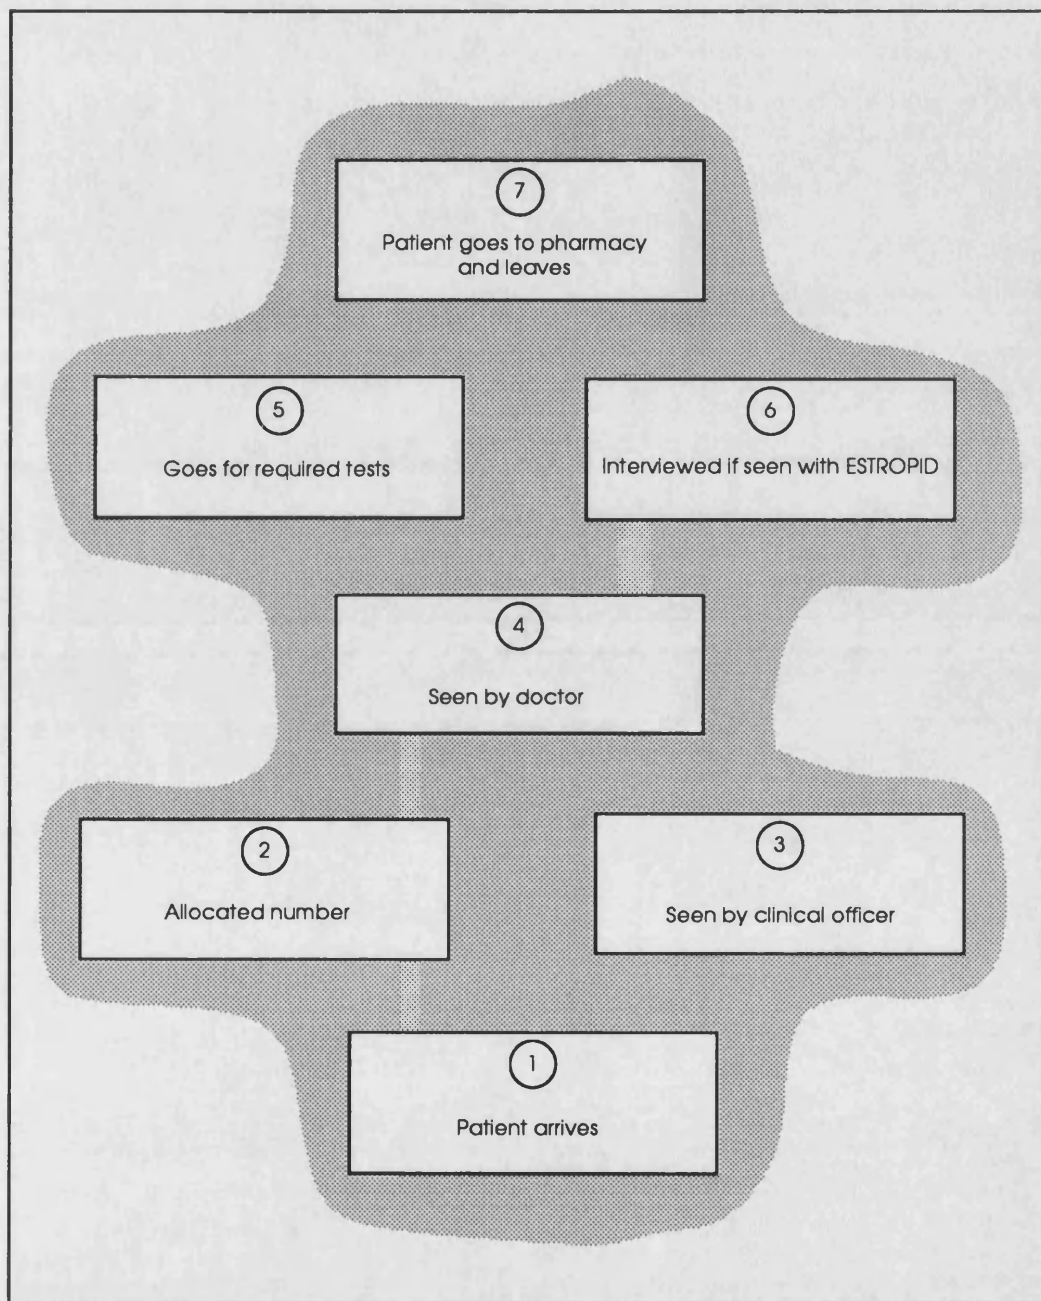 7
Patient goes to pharmacy
and leaves
5
Goes for required tests
6
Interviewed if seen with ESTROPID
4
Seen by doctor
2
Allocated number
3
Seen by clinical officer
1
Patient arrives